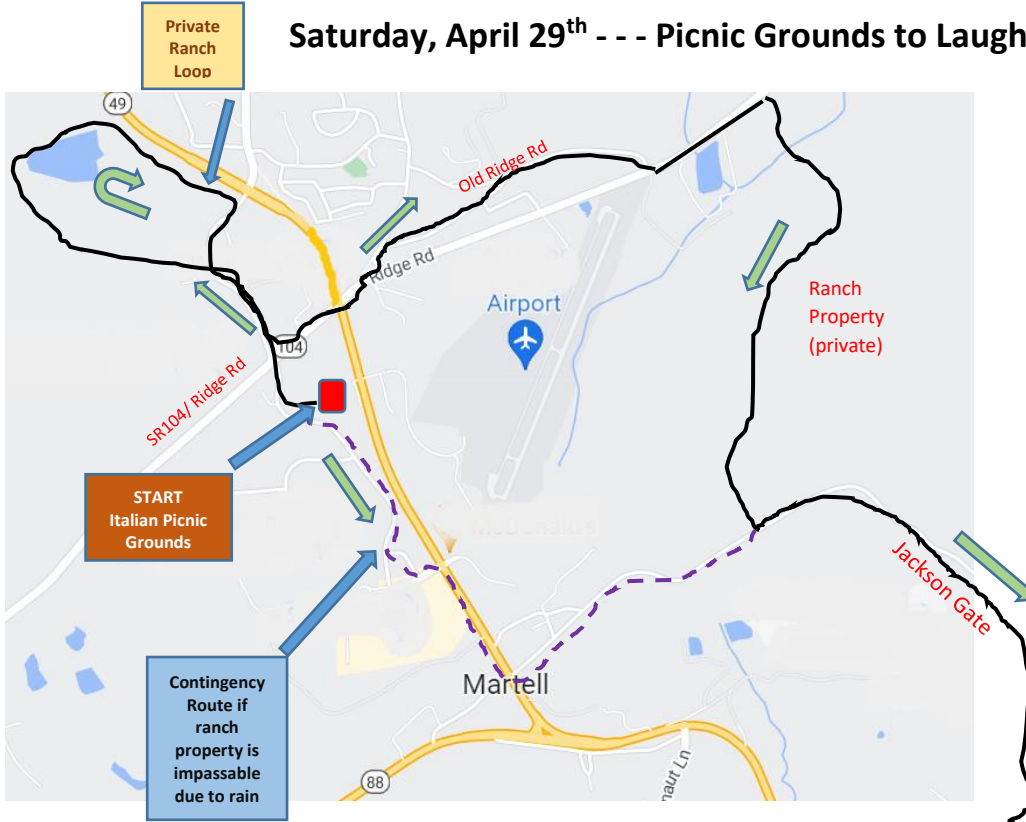 Saturday, April 29th - - - Picnic Grounds to Laugh
Private
Ranch
Loop
49
Old Ridge Rd
Ridge Rd
Airport
Ranch
Property
(private)
104
SR104/ Ridge Rd
START
Italian Picnic
Grounds
McDonald's
Jackson Gate
Martell
Contingency
Route if
ranch
property is
impassable
due to rain
88
naut Ln